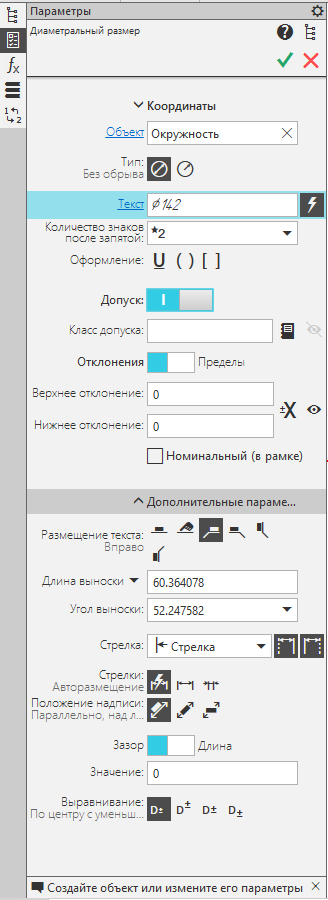 Параметры
Диаметральный размер
?
fx
Координаты
Объект Окружность
Тип:
Без обрыва
Текст ⌀142
Количество знаков
после запятой: *2
Оформление: U ( ) [ ]
Допуск: I
Класс допуска:
Отклонения Пределы
Верхнее отклонение: 0
±X
Нижнее отклонение: 0
Номинальный (в рамке)
Дополнительные параме...
Размещение текста:
Вправо
Длина выноски 60.364078
Угол выноски: 52.247582
Стрелка: Стрелка
Стрелки:
Авторазмещение
Положение надписи:
Параллельно, над л...
Зазор Длина
Значение: 0
Выравнивание:
По центру с уменьш...
D± D± D± D±
Создайте объект или измените его параметры